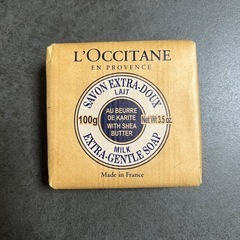 L'OCCITANE
EN PROVENCE
SAVON EXTRA-DOUX
LAIT
AU BEURRE
DE KARITE
WITH SHEA
BUTTER
100g
Net Wt 3.5 oz.
MILK
EXTRA-GENTLE SOAP
Made in France